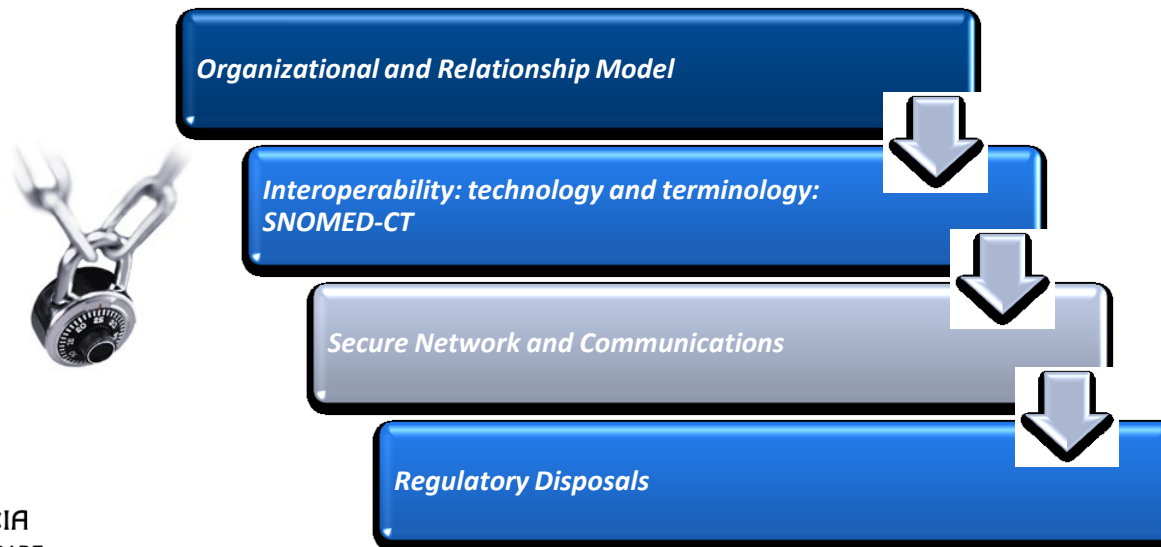 Organizational and Relationship Model
Interoperability: technology and terminology:
SNOMED-CT
Secure Network and Communications
Regulatory Disposals